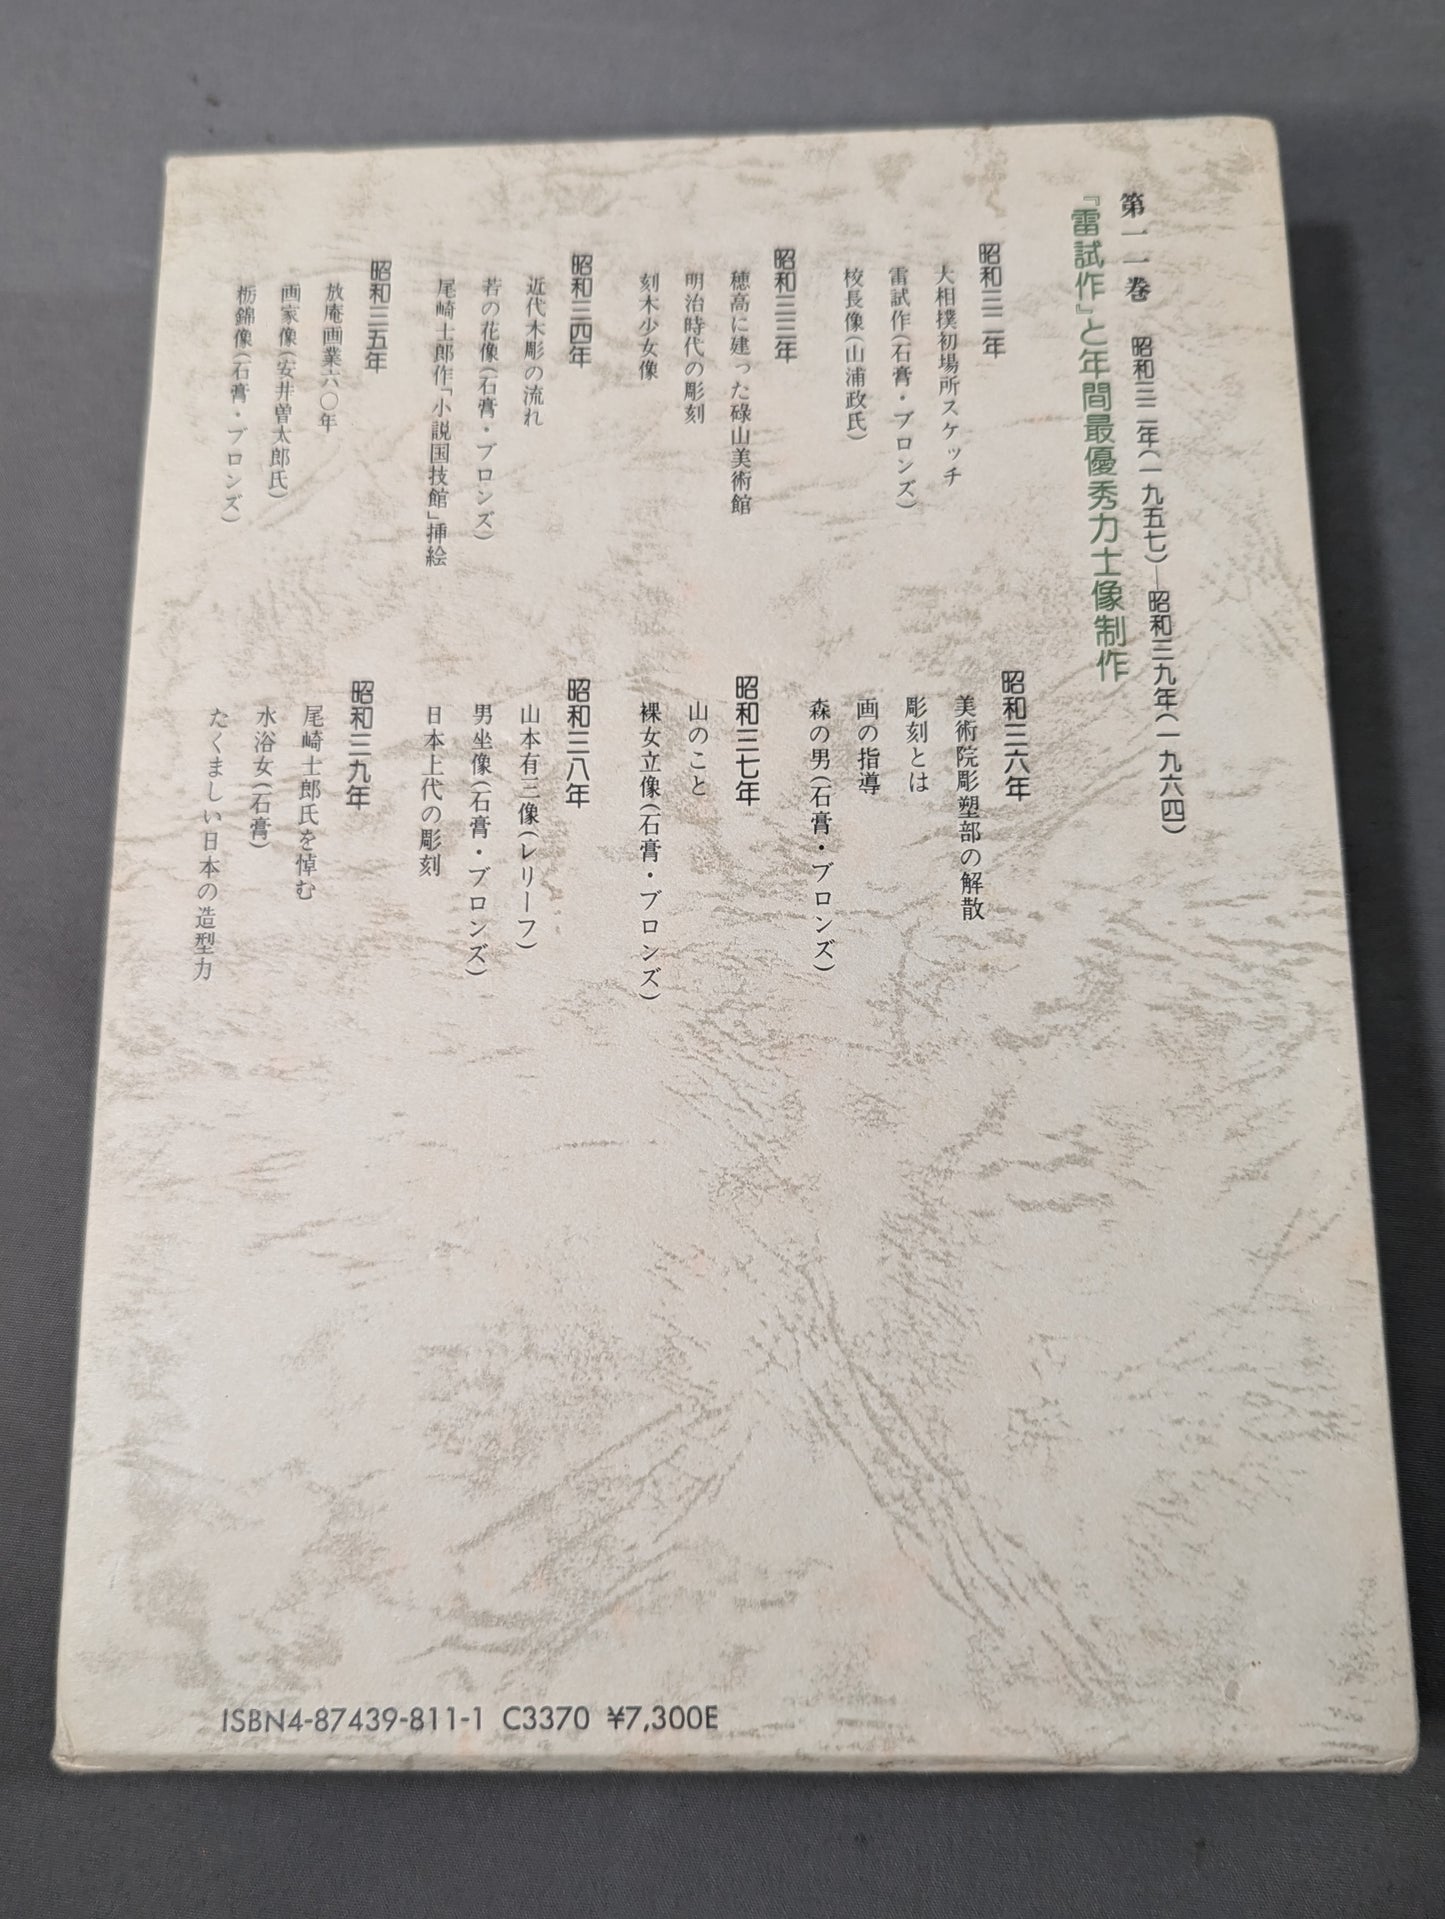 第一一巻　昭和三二年(一九五七)―昭和三九年(一九六四)
『雷試作』と年間最優秀力士像制作
昭和三二年
大相撲初場所スケッチ
雷試作(石膏・ブロンズ)
校長像(山浦政氏)
昭和三三年
穂高に建った碌山美術館
明治時代の彫刻
刻木少女像
昭和三四年
近代木彫の流れ
若の花像(石膏・ブロンズ)
尾崎士郎作「小説国技館」挿絵
昭和三五年
放庵画業六〇年
画家像(安井曽太郎氏)
栃錦像(石膏・ブロンズ)
昭和三六年
美術院彫塑部の解散
彫刻とは
画の指導
森の男(石膏・ブロンズ)
昭和三七年
山のこと
裸女立像(石膏・ブロンズ)
昭和三八年
山本有三像(レリーフ)
男坐像(石膏・ブロンズ)
日本上代の彫刻
昭和三九年
尾崎士郎氏を悼む
水浴女(石膏)
たくましい日本の造型力
ISBN4-87439-811-1 C3370 ¥7,300E